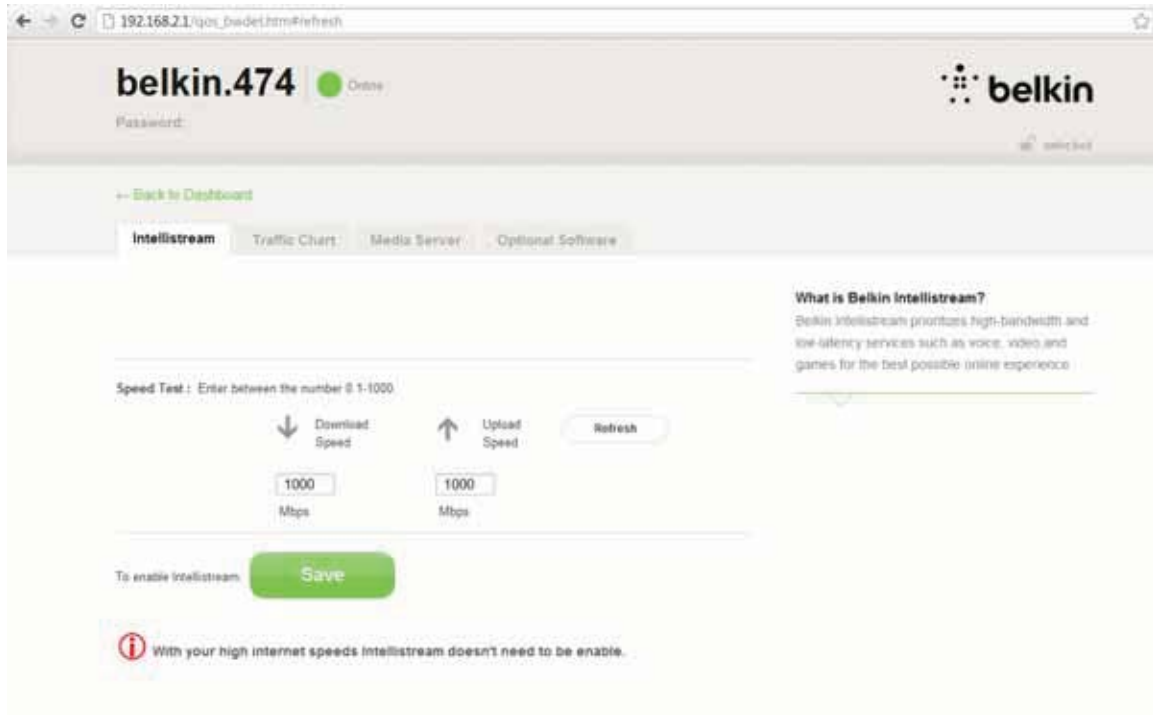 192.168.2.1/qos_bwdet.htm#refresh
belkin.474 Online
belkin
Password:
← Back to Dashboard
Intellistream Traffic Chart Media Server Optional Software
What is Belkin Intellistream?
Belkin Intellistream prioritizes high-bandwidth and
low-latency services such as voice, video and
games for the best possible online experience
Speed Test : Enter between the number 0.1-1000
Download
Speed
Upload
Speed
Refresh
1000
Mbps
1000
Mbps
To enable Intellistream
Save
With your high internet speeds Intellistream doesn't need to be enable.